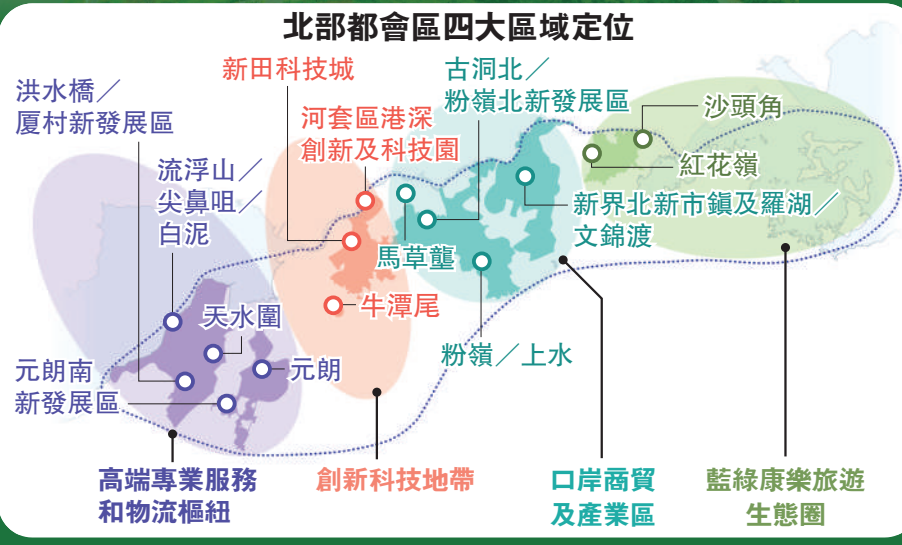 北部都會區四大區域定位
洪水橋／
厦村新發展區
流浮山／
尖鼻咀／
白泥
天水圍
元朗
元朗南
新發展區
高端專業服務
和物流樞紐
新田科技城
河套區港深
創新及科技園
牛潭尾
創新科技地帶
古洞北／
粉嶺北新發展區
馬草壟
新界北新市鎮及羅湖／
文錦渡
粉嶺／上水
口岸商貿
及產業區
沙頭角
紅花嶺
藍綠康樂旅遊
生態圈